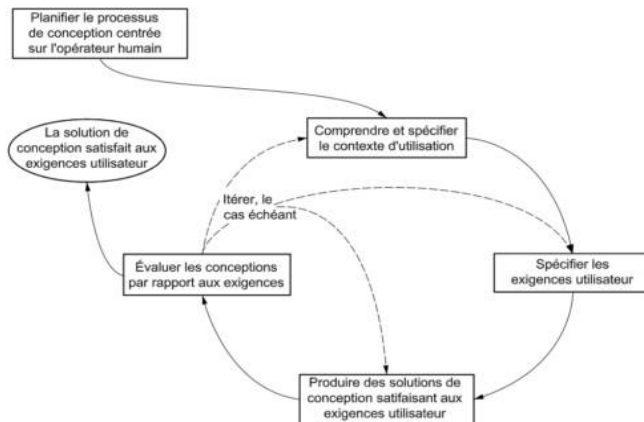 Planifier le processus
de conception centrée
sur l'opérateur humain
La solution de
conception satisfait aux
exigences utilisateur
Comprendre et spécifier
le contexte d'utilisation
Itérer, le
cas échéant
Évaluer les conceptions
par rapport aux exigences
Spécifier les
exigences utilisateur
Produire des solutions de
conception satifaisant aux
exigences utilisateur